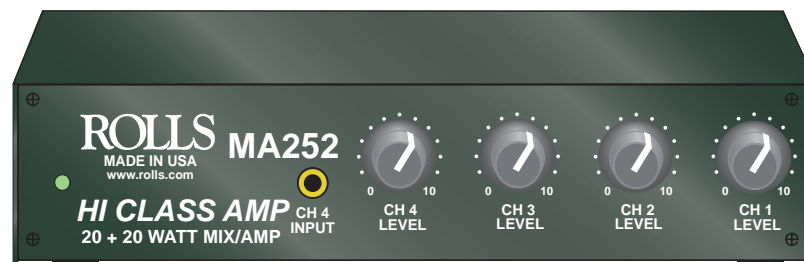 ROLLS
MADE IN USA
www.rolls.com
MA252
HI CLASS AMP
20 + 20 WATT MIX/AMP
CH 4
INPUT
0 10
CH 4
LEVEL
0 10
CH 3
LEVEL
0 10
CH 2
LEVEL
0 10
CH 1
LEVEL